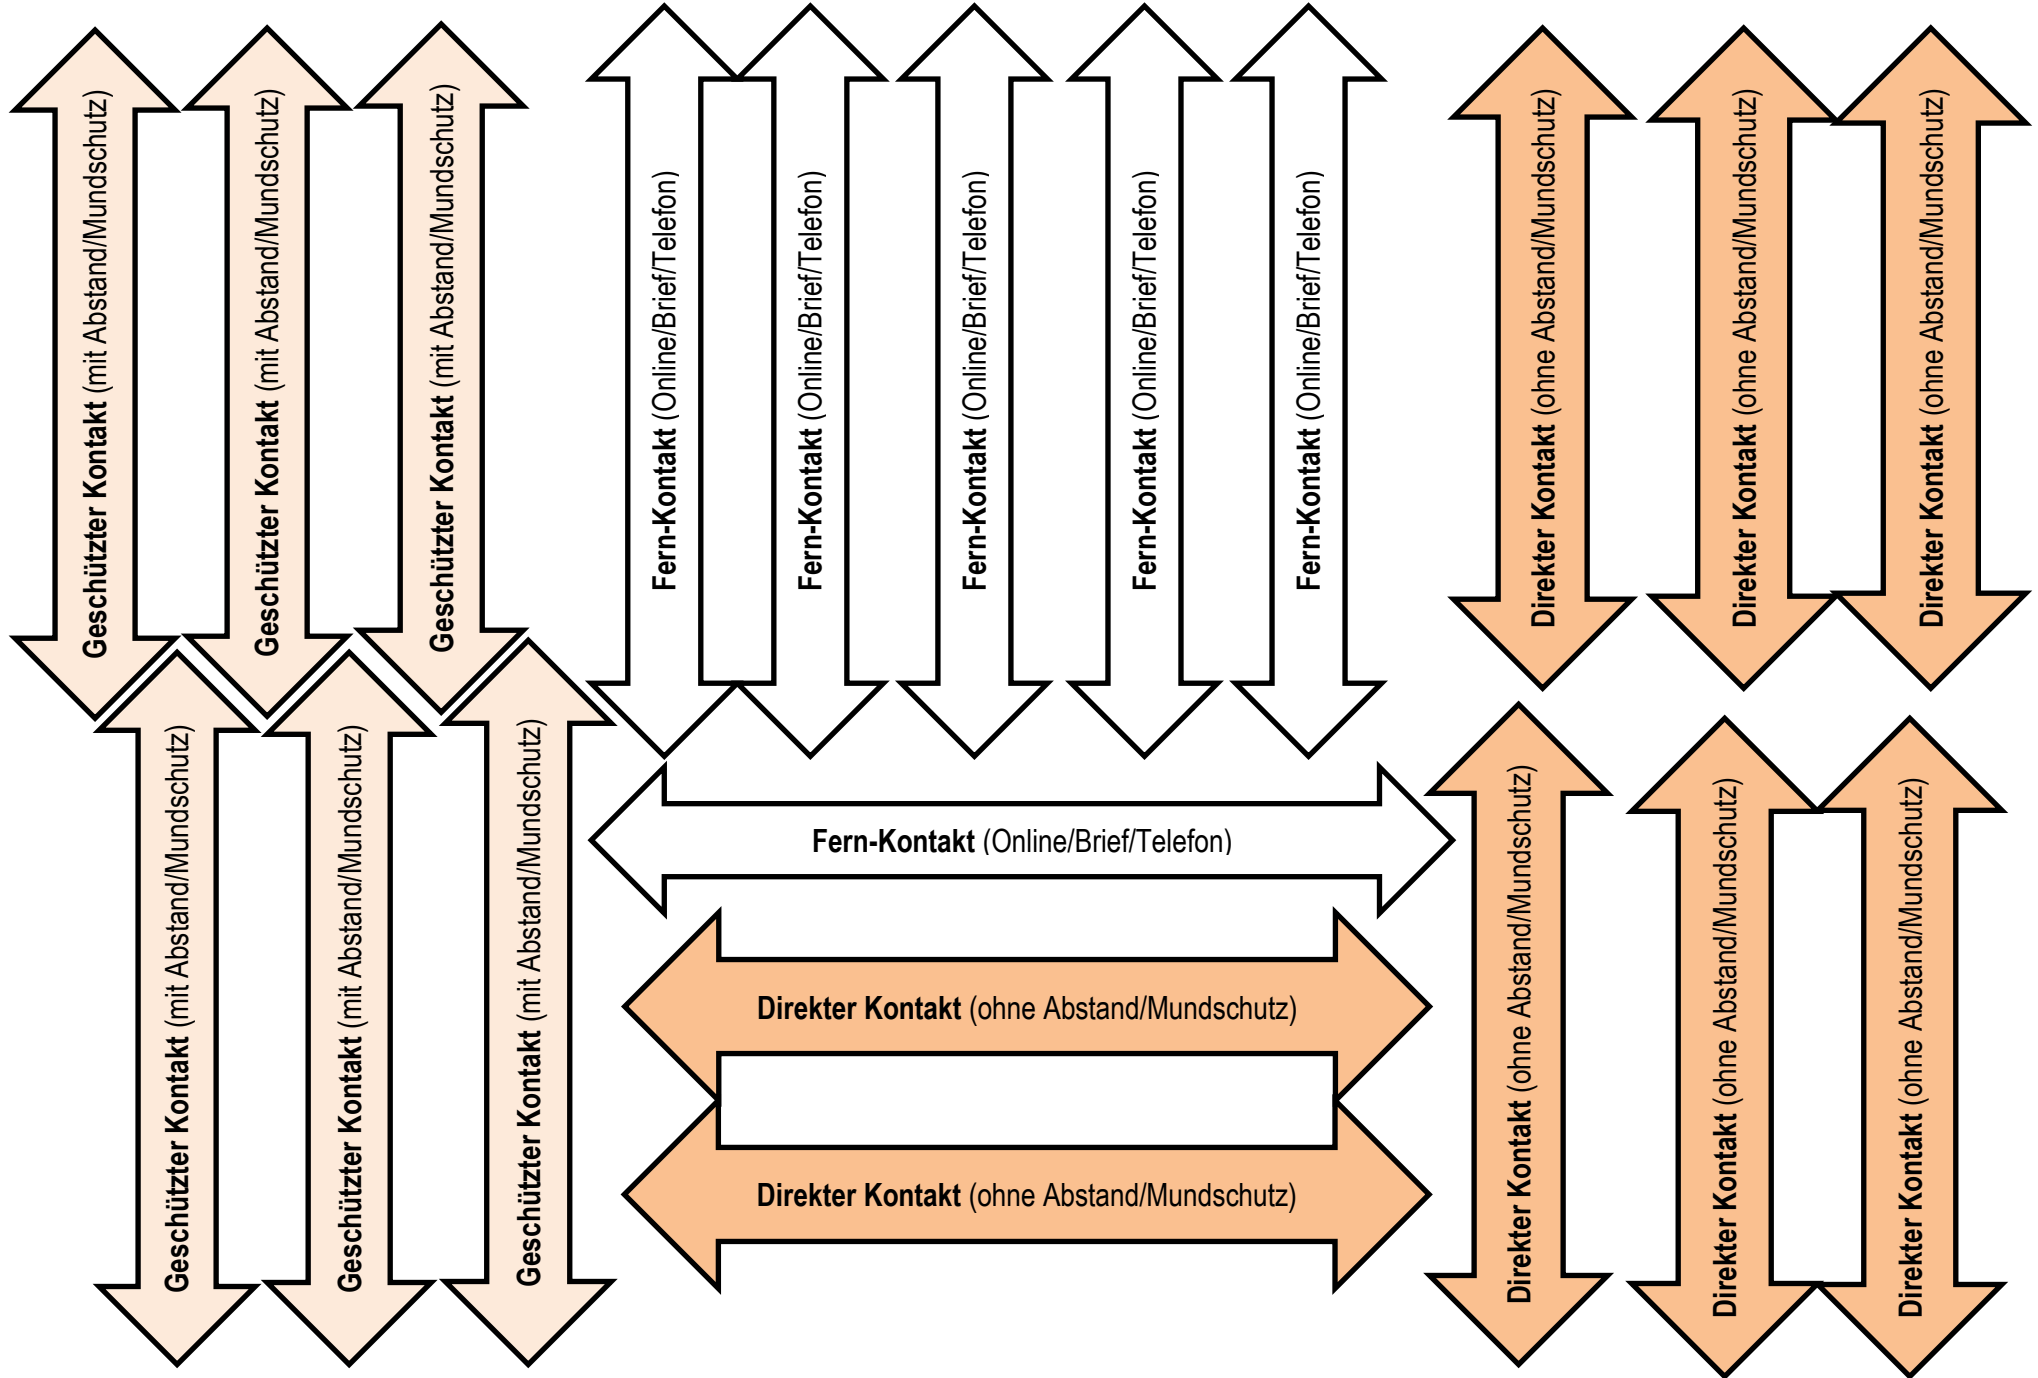 Geschützter Kontakt (mit Abstand/Mundschutz)
Geschützter Kontakt (mit Abstand/Mundschutz)
Geschützter Kontakt (mit Abstand/Mundschutz)
Fern-Kontakt (Online/Brief/Telefon)
Fern-Kontakt (Online/Brief/Telefon)
Fern-Kontakt (Online/Brief/Telefon)
Fern-Kontakt (Online/Brief/Telefon)
Fern-Kontakt (Online/Brief/Telefon)
Direkter Kontakt (ohne Abstand/Mundschutz)
Direkter Kontakt (ohne Abstand/Mundschutz)
Direkter Kontakt (ohne Abstand/Mundschutz)
Geschützter Kontakt (mit Abstand/Mundschutz)
Geschützter Kontakt (mit Abstand/Mundschutz)
Geschützter Kontakt (mit Abstand/Mundschutz)
Fern-Kontakt (Online/Brief/Telefon)
Direkter Kontakt (ohne Abstand/Mundschutz)
Direkter Kontakt (ohne Abstand/Mundschutz)
Direkter Kontakt (ohne Abstand/Mundschutz)
Direkter Kontakt (ohne Abstand/Mundschutz)
Direkter Kontakt (ohne Abstand/Mundschutz)